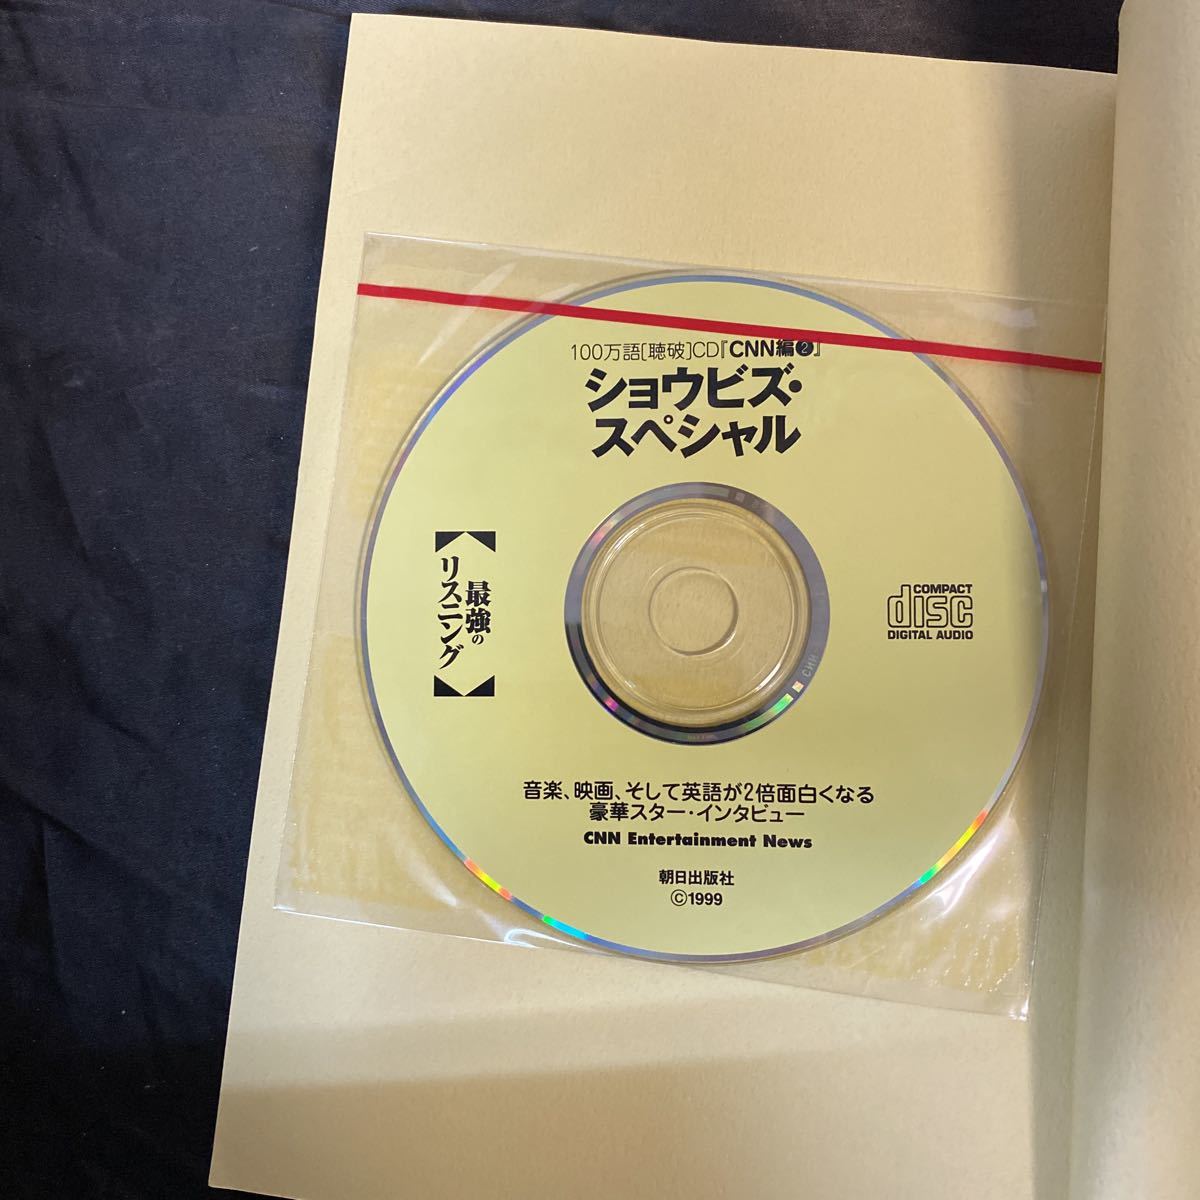 100万語[聴破]CD『CNN編❷』
ショウビズ・
スペシャル
【最強の
リスニング】
COMPACT
disc
DIGITAL AUDIO
音楽、映画、そして英語が2倍面白くなる
豪華スター・インタビュー
CNN Entertainment News
朝日出版社
©1999